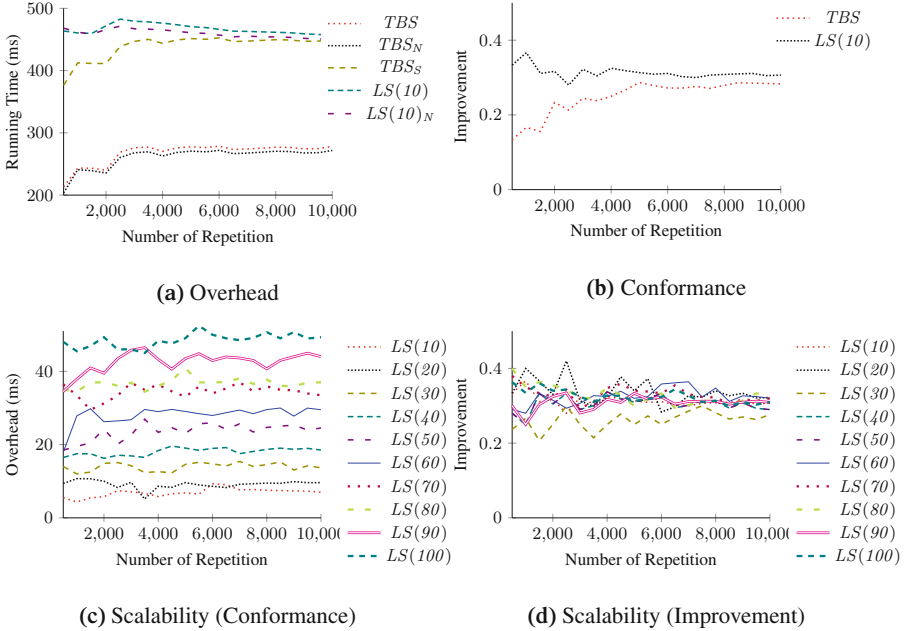 500
400
300
200
Running Time (ms)
2,000 4,000 6,000 8,000 10,000
Number of Repetition
TBS
TBS_N
TBS_S
LS(10)
LS(10)_N
(a) Overhead
0.4
0.2
0
Improvement
2,000 4,000 6,000 8,000 10,000
Number of Repetition
TBS
LS(10)
(b) Conformance
40
20
0
Overhead (ms)
2,000 4,000 6,000 8,000 10,000
Number of Repetition
LS(10)
LS(20)
LS(30)
LS(40)
LS(50)
LS(60)
LS(70)
LS(80)
LS(90)
LS(100)
(c) Scalability (Conformance)
0.4
0.2
0
Improvement
2,000 4,000 6,000 8,000 10,00
Number of Repetition
LS(10)
LS(20)
LS(30)
LS(40)
LS(50)
LS(60)
LS(70)
LS(80)
LS(90)
LS(100)
(d) Scalability (Improvement)